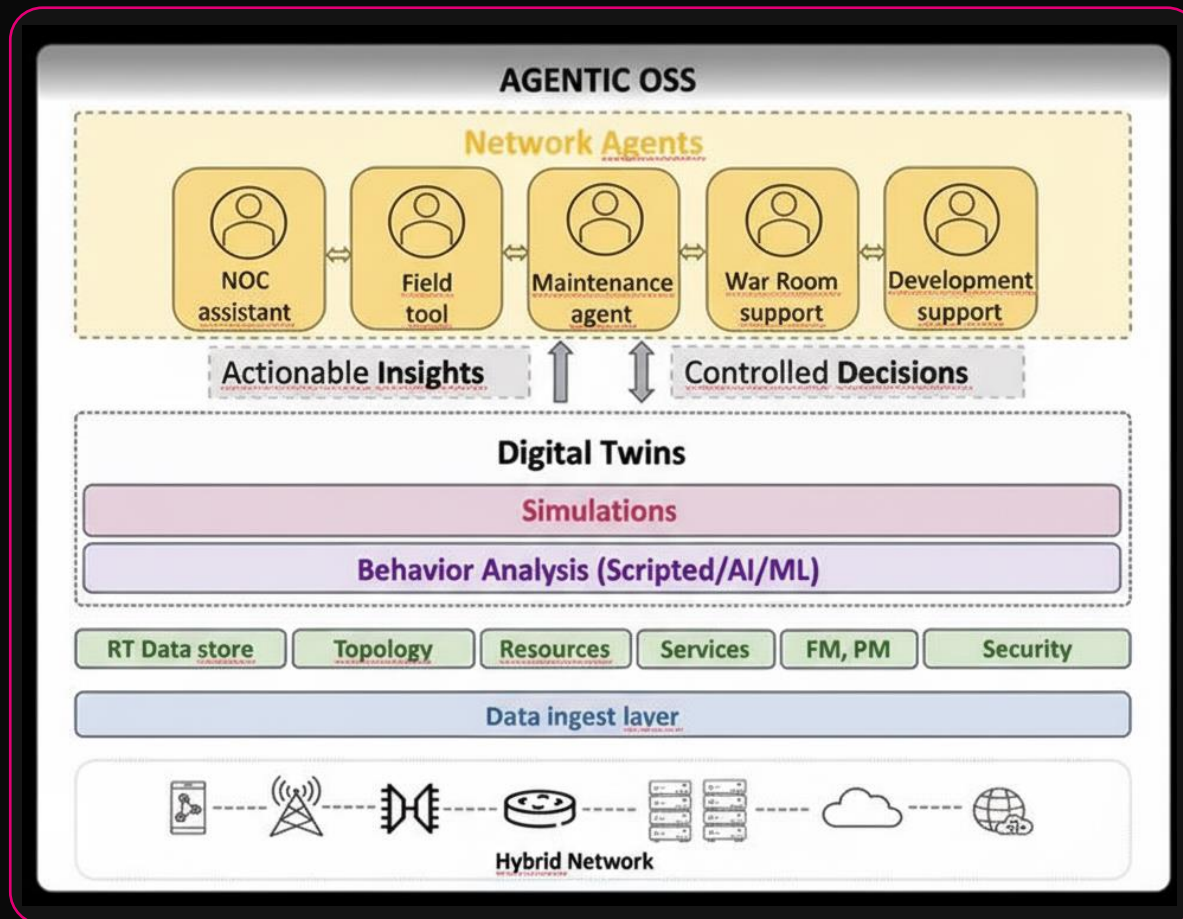 AGENTIC OSS
Network Agents
NOC
assistant
Field
tool
Maintenance
agent
War Room
support
Development
support
Actionable Insights
Controlled Decisions
Digital Twins
Simulations
Behavior Analysis (Scripted/AI/ML)
RT Data store
Topology
Resources
Services
FM, PM
Security
Data ingest layer
Hybrid Network